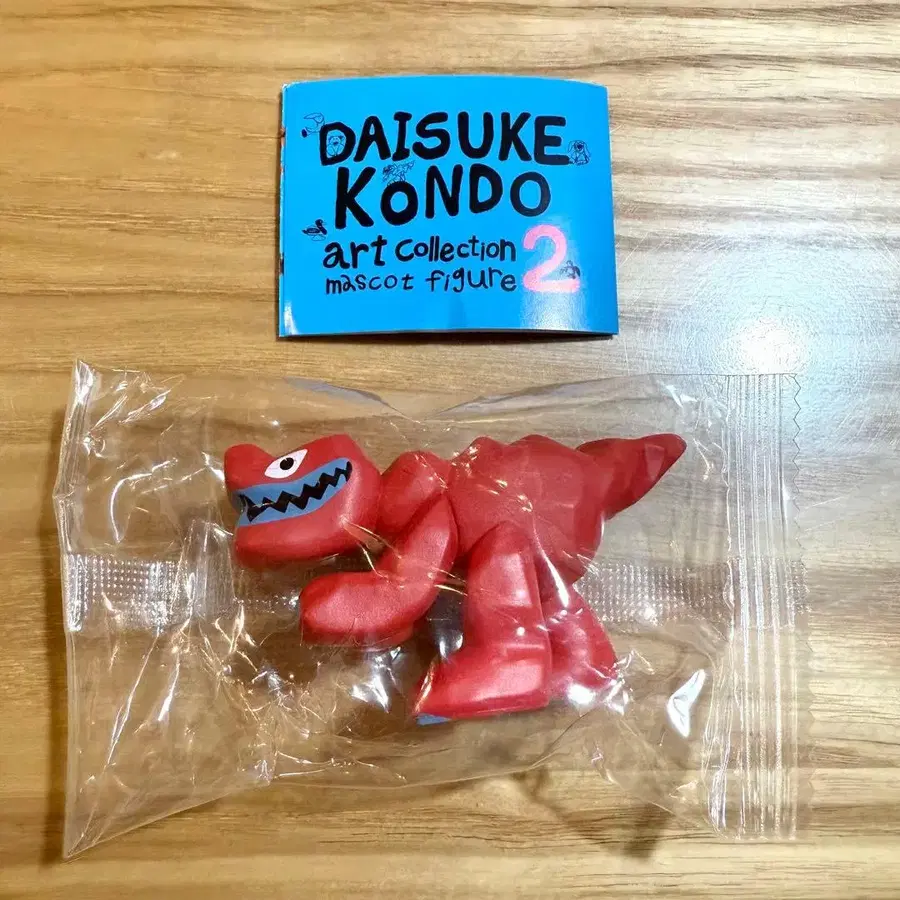 DAISUKE
KONDO
art collection
mascot figure 2